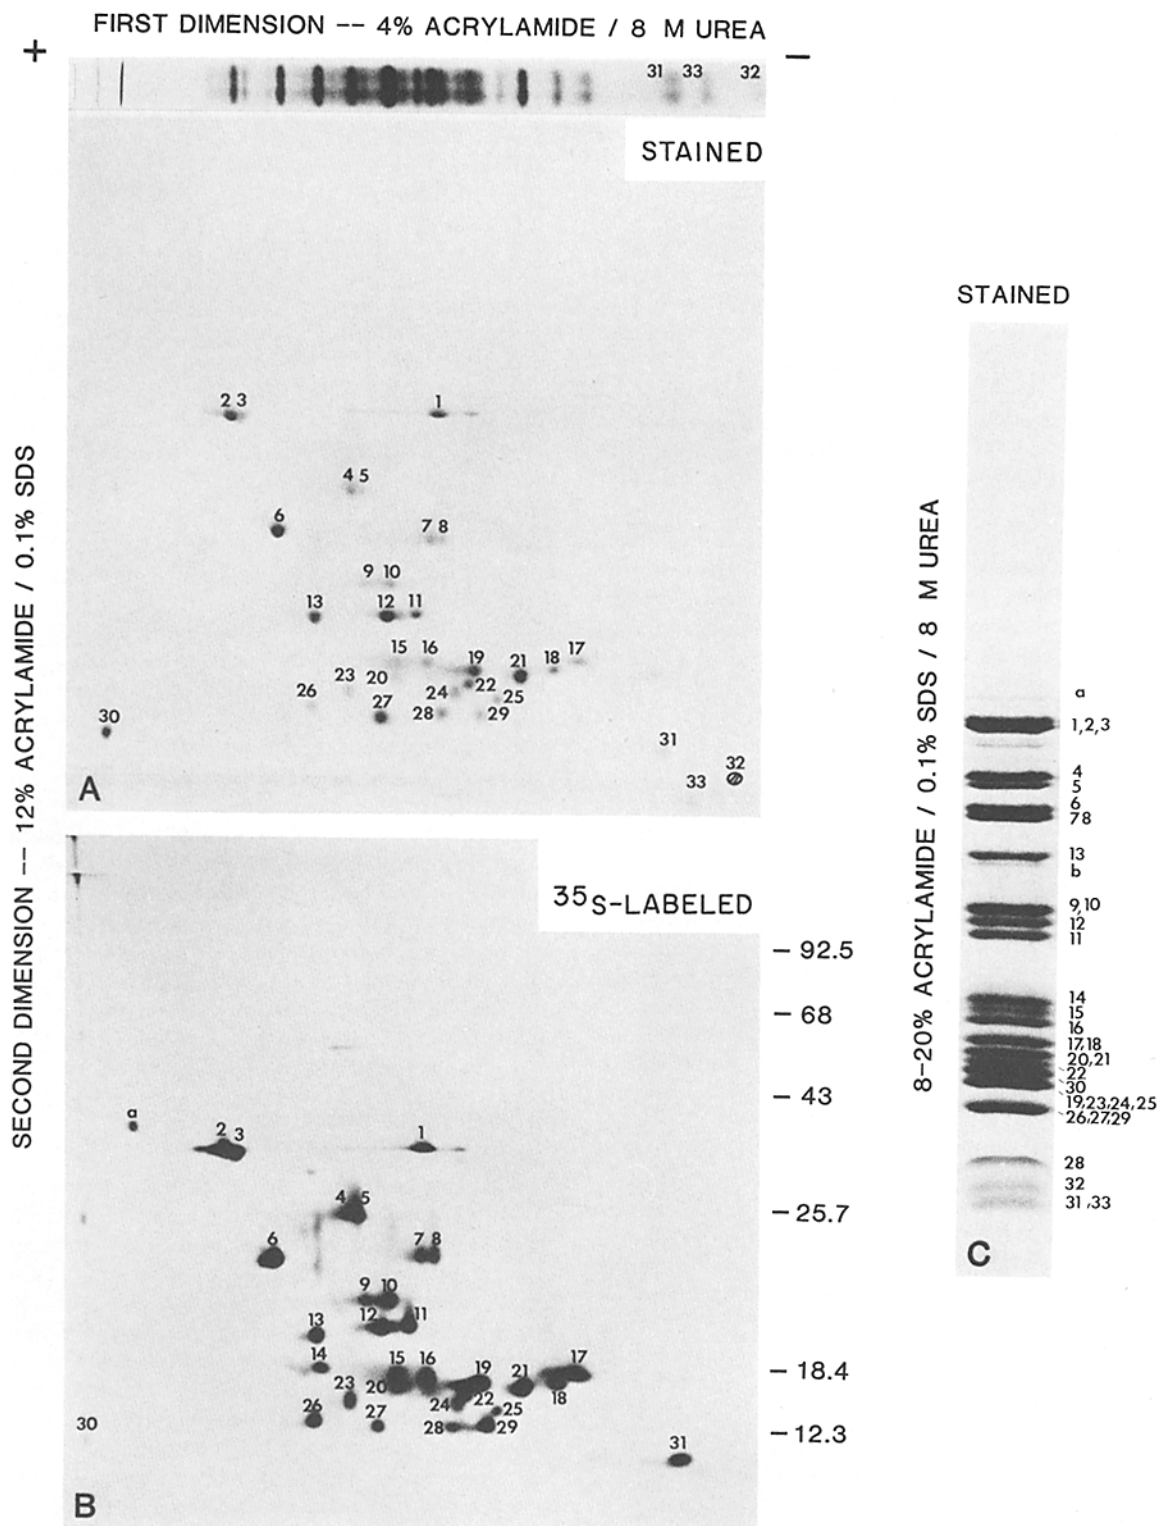 FIRST DIMENSION -- 4% ACRYLAMIDE / 8 M UREA
+ −
31 33 32
STAINED
2 3 1
4 5
6
7 8
9 10
13 12 11
15 16 19 21 18 17
23 20 22
26 24 25
27 28 29
30
31
32
33
A
SECOND DIMENSION -- 12% ACRYLAMIDE / 0.1% SDS
35S-LABELED
− 92.5
− 68
− 43
a
2 3 1
4 5
− 25.7
6 7 8
9 10
13 12 11
14 15 16 19 21 17
− 18.4
23 20 22 18
26 24 25
27 28 29
30
− 12.3
31
B
8-20% ACRYLAMIDE / 0.1% SDS / 8 M UREA
STAINED
a
1,2,3
4
5
6
78
13
b
9,10
12
11
14
15
16
17,18
20,21
22
30
19,23,24,25
26,27,29
28
32
31,33
C